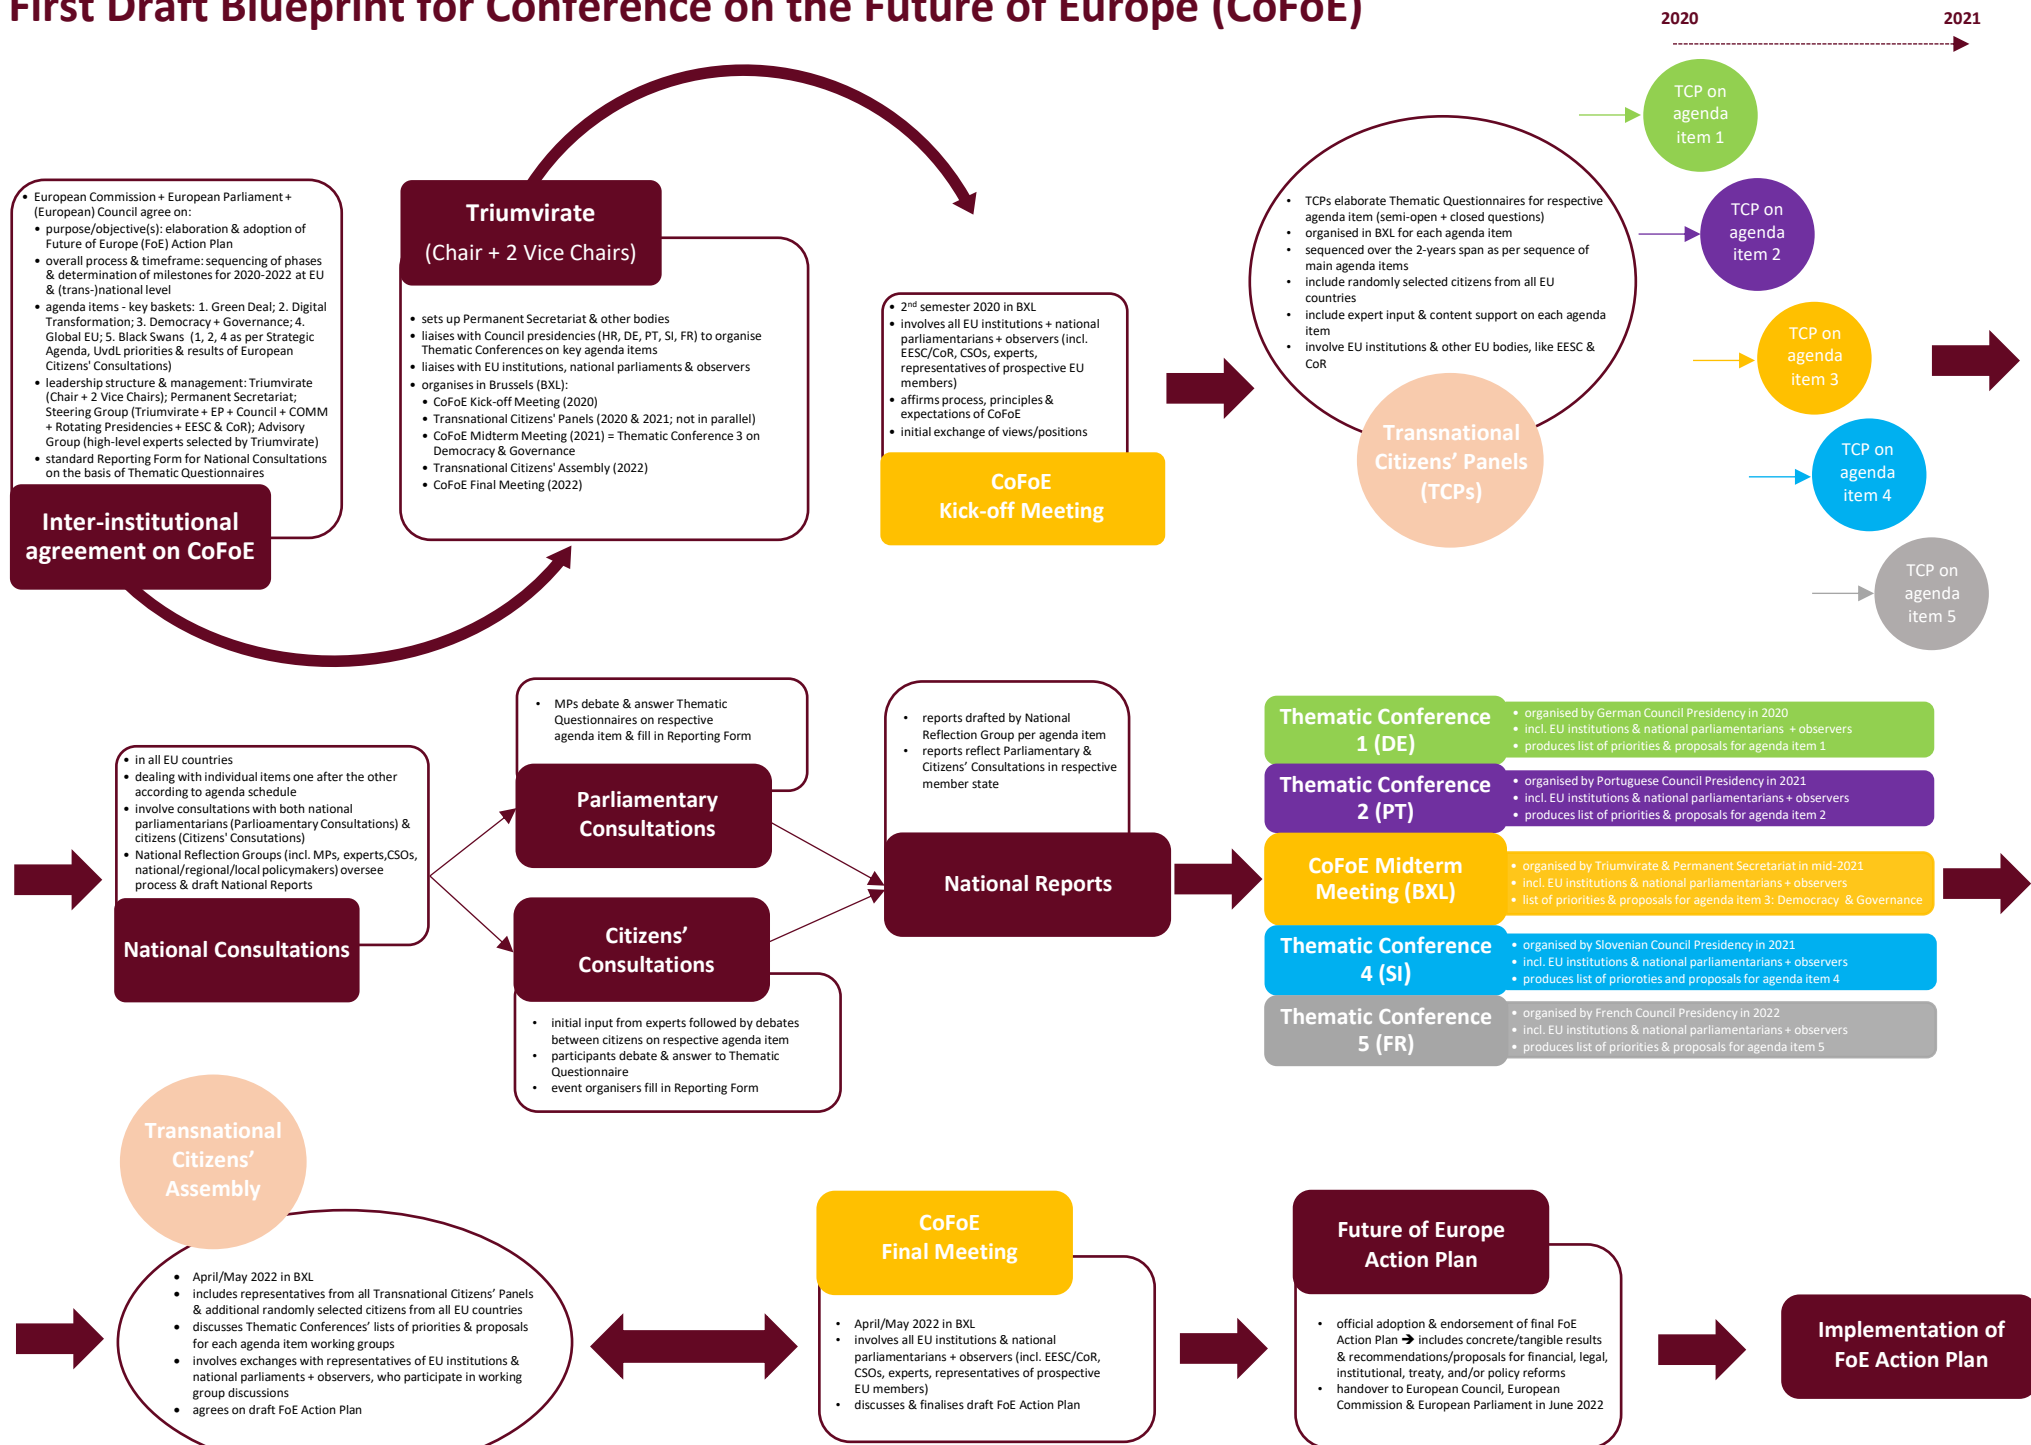 First Draft Blueprint for Conference on the Future of Europe (CoFoE)
2020
2021
• European Commission + European Parliament +
(European) Council agree on:
• purpose/objective(s): elaboration & adoption of
Future of Europe (FoE) Action Plan
• overall process & timeframe: sequencing of phases
& determination of milestones for 2020-2022 at EU
& (trans-)national level
• agenda items - key baskets: 1. Green Deal; 2. Digital
Transformation; 3. Democracy + Governance; 4.
Global EU; 5. Black Swans (1, 2, 4 as per Strategic
Agenda, UvdL priorities & results of European
Citizens' Consultations)
• leadership structure & management: Triumvirate
(Chair + 2 Vice Chairs); Permanent Secretariat;
Steering Group (Triumvirate + EP + Council + COMM
+ Rotating Presidencies + EESC & CoR); Advisory
Group (high-level experts selected by Triumvirate)
• standard Reporting Form for National Consultations
on the basis of Thematic Questionnaires
Inter-institutional
agreement on CoFoE
Triumvirate
(Chair + 2 Vice Chairs)
• sets up Permanent Secretariat & other bodies
• liaises with Council presidencies (HR, DE, PT, SI, FR) to organise
Thematic Conferences on key agenda items
• liaises with EU institutions, national parliaments & observers
• organises in Brussels (BXL):
• CoFoE Kick-off Meeting (2020)
• Transnational Citizens' Panels (2020 & 2021; not in parallel)
• CoFoE Midterm Meeting (2021) = Thematic Conference 3 on
Democracy & Governance
• Transnational Citizens' Assembly (2022)
• CoFoE Final Meeting (2022)
• 2nd semester 2020 in BXL
• involves all EU institutions + national
parliamentarians + observers (incl.
EESC/CoR, CSOs, experts,
representatives of prospective EU
members)
• affirms process, principles &
expectations of CoFoE
• initial exchange of views/positions
CoFoE
Kick-off Meeting
• TCPs elaborate Thematic Questionnaires for respective
agenda item (semi-open + closed questions)
• organised in BXL for each agenda item
• sequenced over the 2-years span as per sequence of
main agenda items
• include randomly selected citizens from all EU
countries
• include expert input & content support on each agenda
item
• involve EU institutions & other EU bodies, like EESC &
CoR
Transnational
Citizens’ Panels
(TCPs)
TCP on
agenda
item 1
TCP on
agenda
item 2
TCP on
agenda
item 3
TCP on
agenda
item 4
TCP on
agenda
item 5
• in all EU countries
• dealing with individual items one after the other
according to agenda schedule
• involve consultations with both national
parliamentarians (Parlioamentary Consultations) &
citizens (Citizens' Consutations)
• National Reflection Groups (incl. MPs, experts,CSOs,
national/regional/local policymakers) oversee
process & draft National Reports
National Consultations
• MPs debate & answer Thematic
Questionnaires on respective
agenda item & fill in Reporting Form
Parliamentary
Consultations
Citizens’
Consultations
• initial input from experts followed by debates
between citizens on respective agenda item
• participants debate & answer to Thematic
Questionnaire
• event organisers fill in Reporting Form
• reports drafted by National
Reflection Group per agenda item
• reports reflect Parliamentary &
Citizens’ Consultations in respective
member state
National Reports
Thematic Conference
1 (DE)
• organised by German Council Presidency in 2020
• incl. EU institutions & national parliamentarians + observers
• produces list of priorities & proposals for agenda item 1
Thematic Conference
2 (PT)
• organised by Portuguese Council Presidency in 2021
• incl. EU institutions & national parliamentarians + observers
• produces list of priorities & proposals for agenda item 2
CoFoE Midterm
Meeting (BXL)
• organised by Triumvirate & Permanent Secretariat in mid-2021
• incl. EU institutions & national parliamentarians + observers
• list of priorities & proposals for agenda item 3: Democracy & Governance
Thematic Conference
4 (SI)
• organised by Slovenian Council Presidency in 2021
• incl. EU institutions & national parliamentarians + observers
• produces list of prioroties and proposals for agenda item 4
Thematic Conference
5 (FR)
• organised by French Council Presidency in 2022
• incl. EU institutions & national parliamentarians + observers
• produces list of priorities & proposals for agenda item 5
Transnational
Citizens’
Assembly
• April/May 2022 in BXL
• includes representatives from all Transnational Citizens’ Panels
& additional randomly selected citizens from all EU countries
• discusses Thematic Conferences’ lists of priorities & proposals
for each agenda item working groups
• involves exchanges with representatives of EU institutions &
national parliaments + observers, who participate in working
group discussions
• agrees on draft FoE Action Plan
CoFoE
Final Meeting
• April/May 2022 in BXL
• involves all EU institutions & national
parliamentarians + observers (incl. EESC/CoR,
CSOs, experts, representatives of prospective
EU members)
• discusses & finalises draft FoE Action Plan
Future of Europe
Action Plan
• official adoption & endorsement of final FoE
Action Plan ➔ includes concrete/tangible results
& recommendations/proposals for financial, legal,
institutional, treaty, and/or policy reforms
• handover to European Council, European
Commission & European Parliament in June 2022
Implementation of
FoE Action Plan